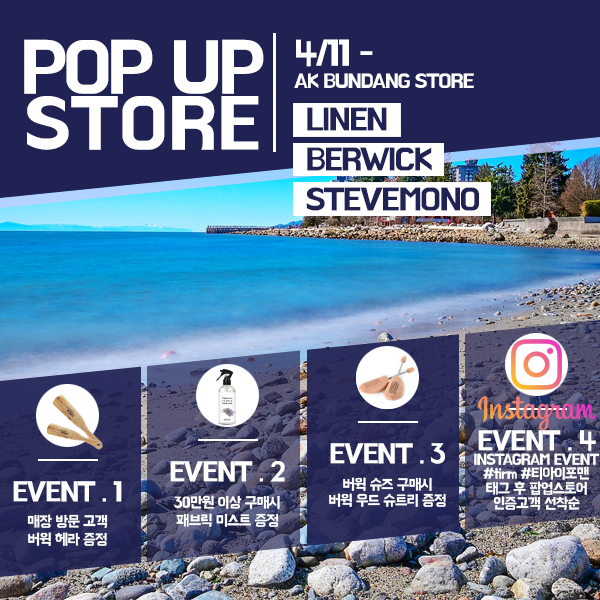 POP UP
STORE
4/11 -
AK BUNDANG STORE
LINEN
BERWICK
STEVEMONO
EVENT . 1
매장 방문 고객
버윅 헤라 증정
EVENT . 2
30만원 이상 구매시
패브릭 미스트 증정
EVENT . 3
버윅 슈즈 구매시
버윅 우드 슈트리 증정
Instagram
EVENT . 4
INSTAGRAM EVENT
#tirm #티아이포맨
태그 후 팝업스토어
인증고객 선착순